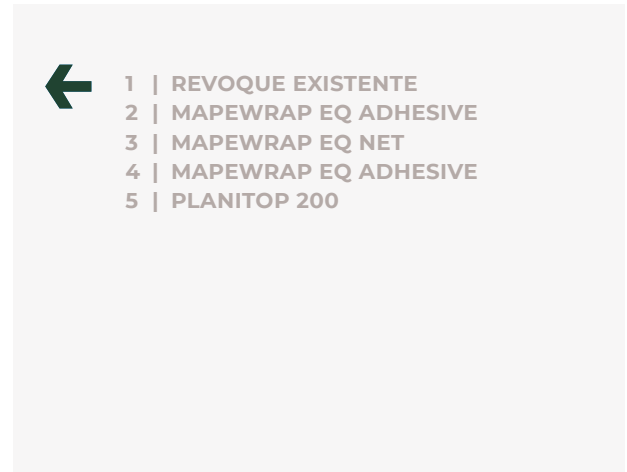 1 | REVOQUE EXISTENTE
2 | MAPEWRAP EQ ADHESIVE
3 | MAPEWRAP EQ NET
4 | MAPEWRAP EQ ADHESIVE
5 | PLANITOP 200